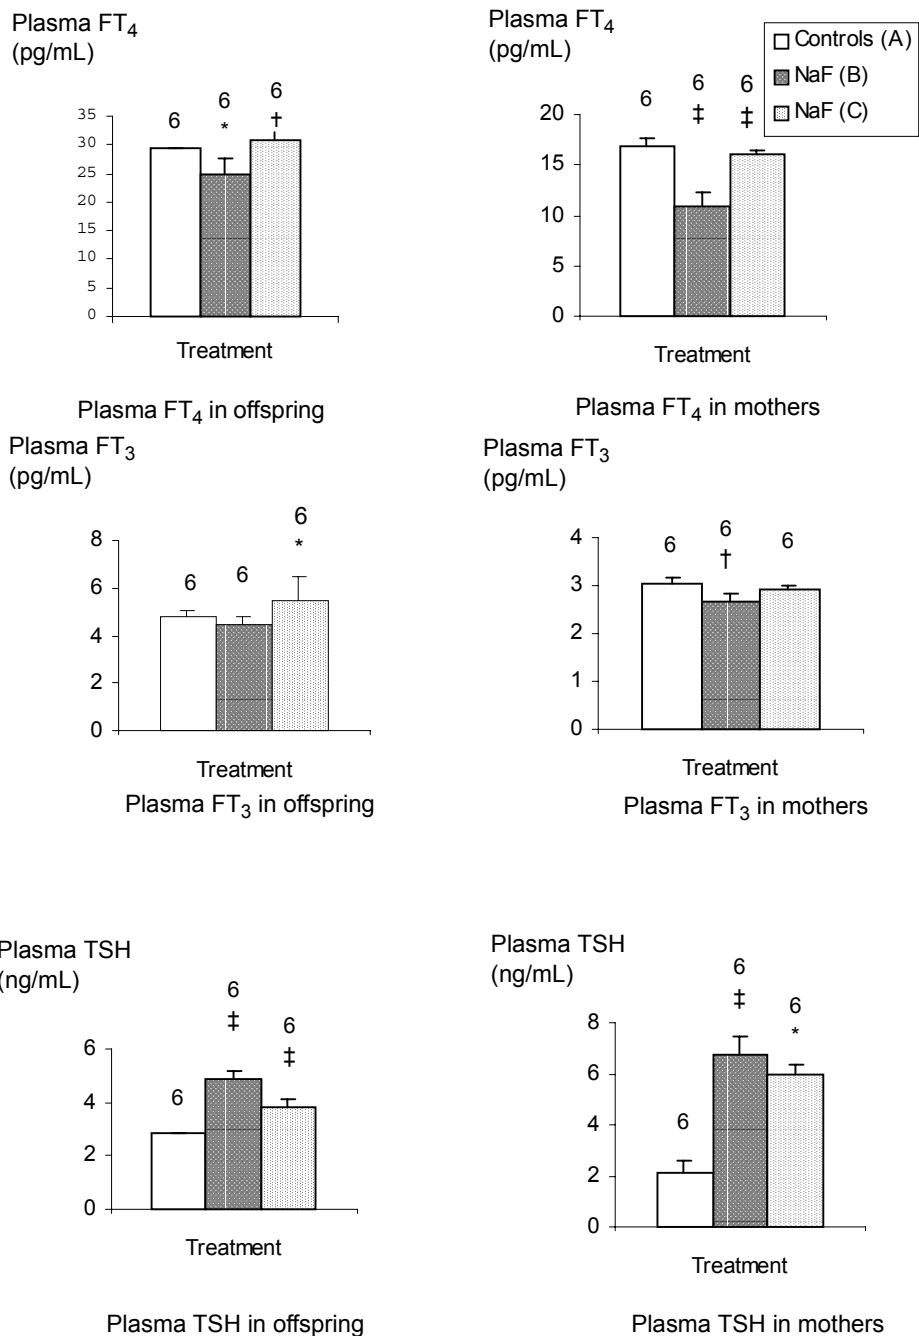 Plasma FT4
(pg/mL)
6
6
*
6
†
35
30
25
20
15
10
5
0
Treatment
Plasma FT4 in offspring
Plasma FT4
(pg/mL)
Controls (A)
NaF (B)
NaF (C)
6
6
‡
6
‡
20
15
10
5
0
Treatment
Plasma FT4 in mothers
Plasma FT3
(pg/mL)
6
6
6
*
8
6
4
2
0
Treatment
Plasma FT3 in offspring
Plasma FT3
(pg/mL)
6
6
†
6
4
3
2
1
0
Treatment
Plasma FT3 in mothers
Plasma TSH
(ng/mL)
6
6
‡
6
‡
6
4
2
0
Treatment
Plasma TSH in offspring
Plasma TSH
(ng/mL)
6
6
‡
6
*
8
6
4
2
0
Treatment
Plasma TSH in mothers